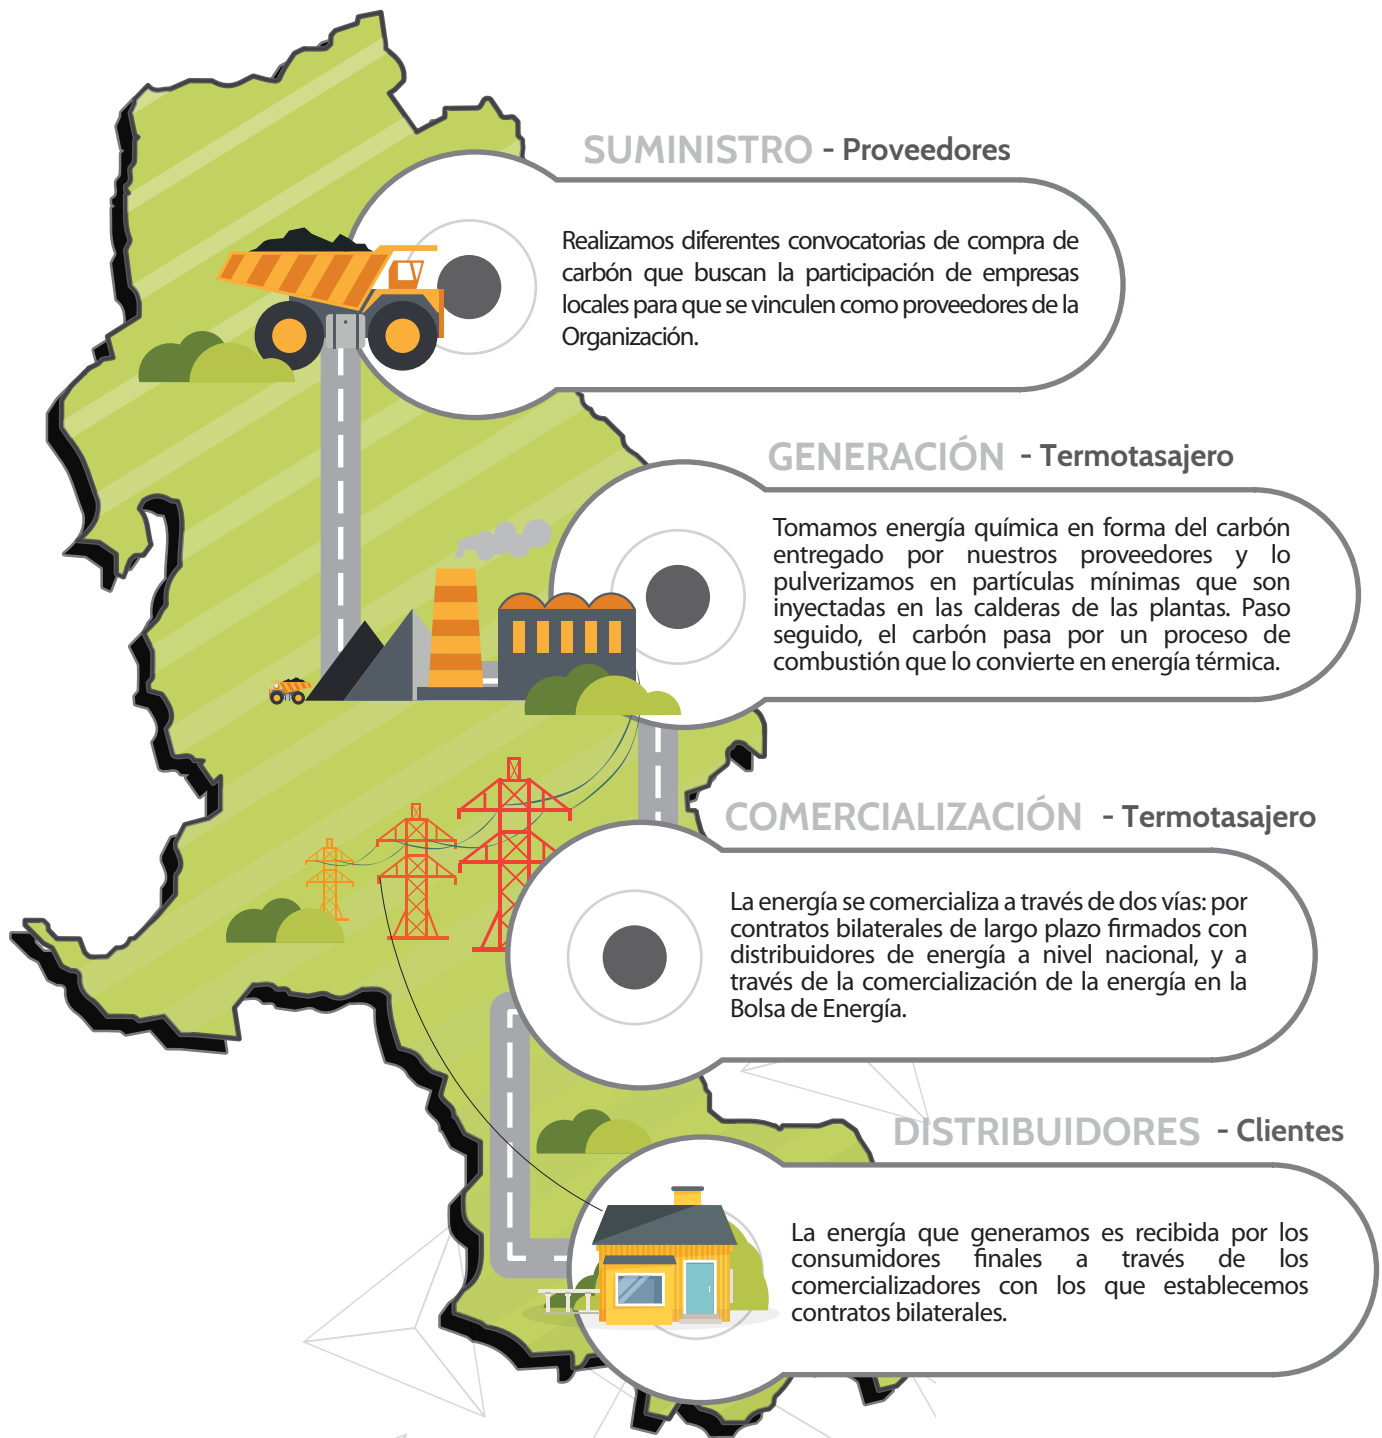 SUMINISTRO - Proveedores
Realizamos diferentes convocatorias de compra de
carbón que buscan la participación de empresas
locales para que se vinculen como proveedores de la
Organización.
GENERACIÓN - Termotasajero
Tomamos energía química en forma del carbón
entregado por nuestros proveedores y lo
pulverizamos en partículas mínimas que son
inyectadas en las calderas de las plantas. Paso
seguido, el carbón pasa por un proceso de
combustión que lo convierte en energía térmica.
COMERCIALIZACIÓN - Termotasajero
La energía se comercializa a través de dos vías: por
contratos bilaterales de largo plazo firmados con
distribuidores de energía a nivel nacional, y a
través de la comercialización de la energía en la
Bolsa de Energía.
DISTRIBUIDORES - Clientes
La energía que generamos es recibida por los
consumidores finales a través de los
comercializadores con los que establecemos
contratos bilaterales.